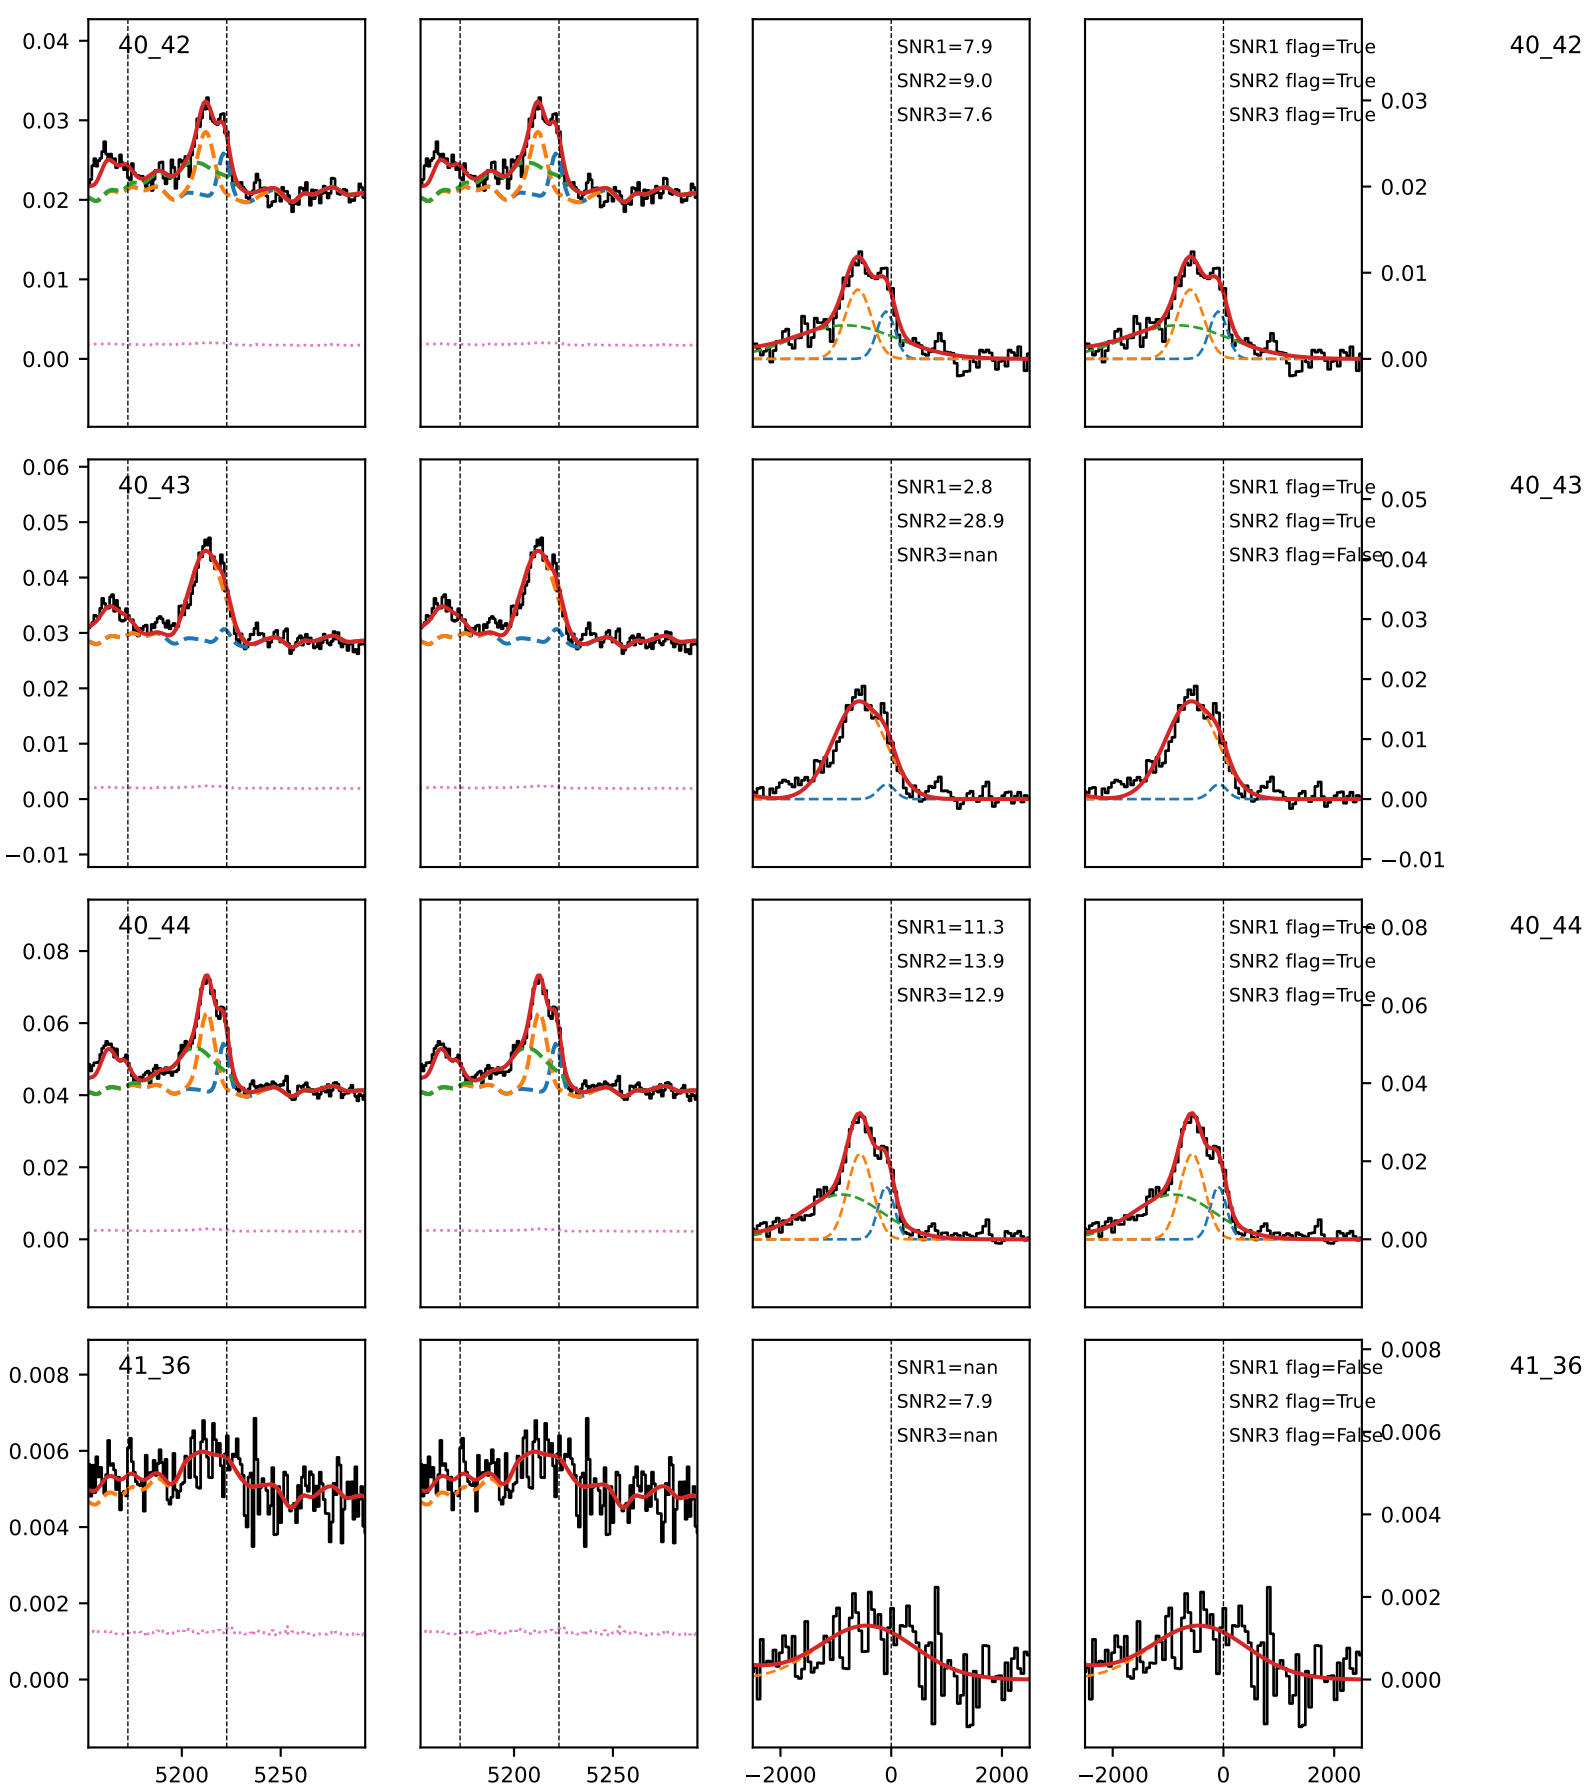 0.04
0.03
0.02
0.01
0.00
40_42
SNR1=7.9
SNR2=9.0
SNR3=7.6
SNR1 flag=True
SNR2 flag=True
SNR3 flag=True
0.03
0.02
0.01
0.00
40_42
0.06
0.05
0.04
0.03
0.02
0.01
0.00
−0.01
40_43
SNR1=2.8
SNR2=28.9
SNR3=nan
SNR1 flag=True
SNR2 flag=True
SNR3 flag=False
0.05
0.04
0.03
0.02
0.01
0.00
−0.01
40_43
0.08
0.06
0.04
0.02
0.00
40_44
SNR1=11.3
SNR2=13.9
SNR3=12.9
SNR1 flag=True
SNR2 flag=True
SNR3 flag=True
0.08
0.06
0.04
0.02
0.00
40_44
0.008
0.006
0.004
0.002
0.000
41_36
SNR1=nan
SNR2=7.9
SNR3=nan
SNR1 flag=False
SNR2 flag=True
SNR3 flag=False
0.008
0.006
0.004
0.002
0.000
41_36
5200 5250
5200 5250
−2000 0 2000
−2000 0 2000